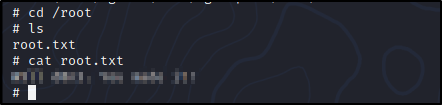 # cd /root
# ls
root.txt
# cat root.txt
#